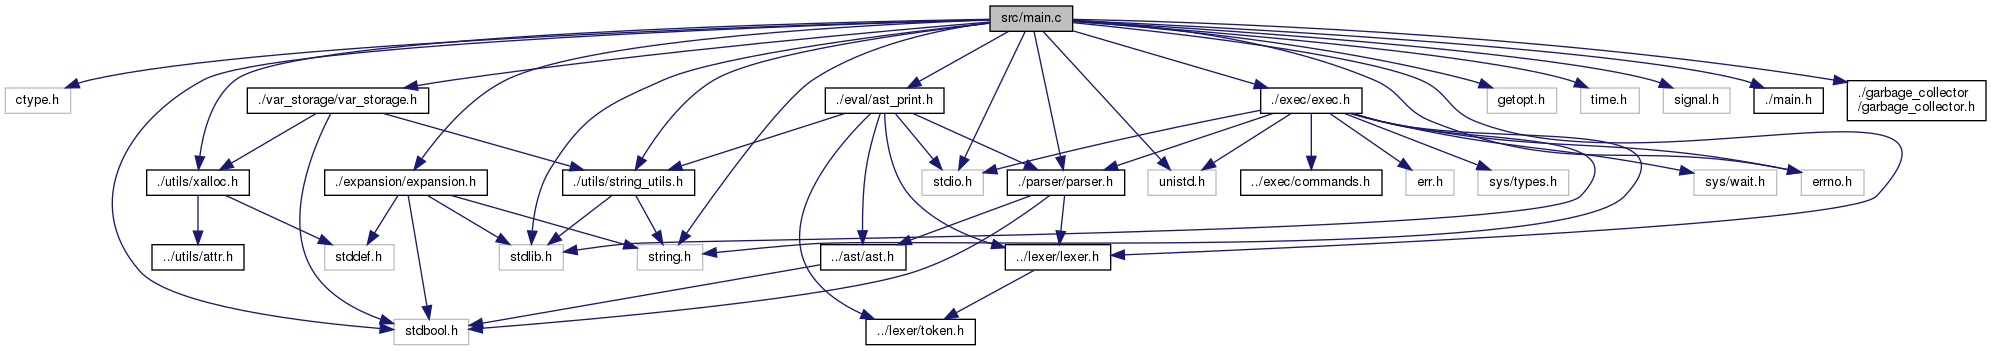 src/main.c
ctype.h
./var_storage/var_storage.h
./eval/ast_print.h
./exec/exec.h
getopt.h
time.h
signal.h
./main.h
./garbage_collector
/garbage_collector.h
./utils/xalloc.h
./expansion/expansion.h
./utils/string_utils.h
stdio.h
./parser/parser.h
unistd.h
../exec/commands.h
err.h
sys/types.h
sys/wait.h
errno.h
../utils/attr.h
stddef.h
stdlib.h
string.h
../ast/ast.h
../lexer/lexer.h
stdbool.h
../lexer/token.h